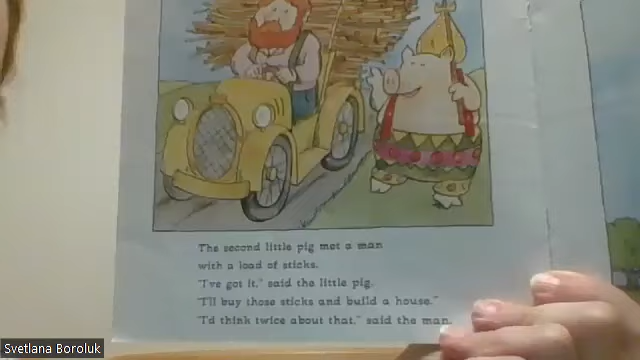 The second little pig met a man
with a load of sticks.
"I've got it," said the little pig.
"I'll buy those sticks and build a house."
"I'd think twice about that," said the man.
Svetlana Boroluk